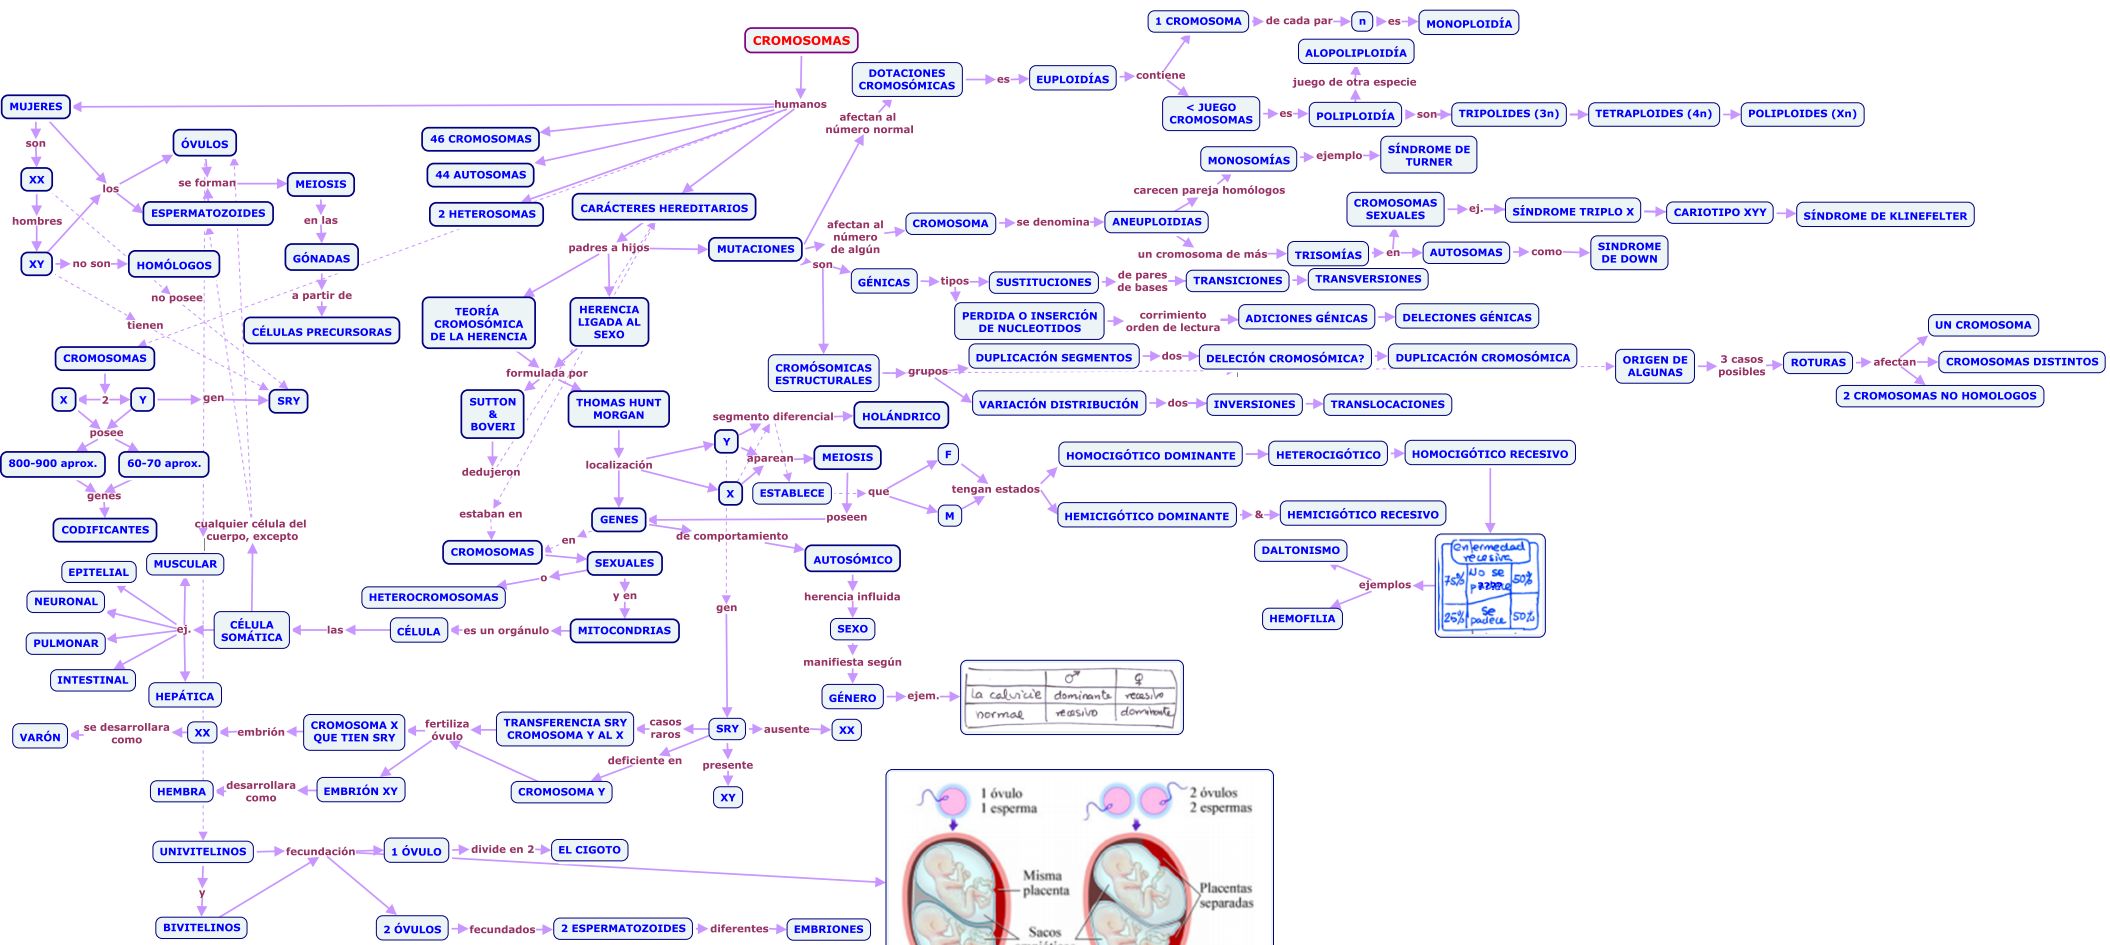 CROMOSOMAS
humanos
MUJERES
son
XX
hombres
XY
no son
HOMÓLOGOS
los
ÓVULOS
se forman
ESPERMATOZOIDES
MEIOSIS
en las
GÓNADAS
a partir de
CÉLULAS PRECURSORAS
no posee
tienen
CROMOSOMAS
X
2
Y
gen
SRY
posee
800-900 aprox.
60-70 aprox.
genes
CODIFICANTES
46 CROMOSOMAS
44 AUTOSOMAS
2 HETEROSOMAS
CARÁCTERES HEREDITARIOS
padres a hijos
MUTACIONES
TEORÍA
CROMOSÓMICA
DE LA HERENCIA
HERENCIA
LIGADA AL
SEXO
formulada por
SUTTON
&
BOVERI
THOMAS HUNT
MORGAN
dedujeron
estaban en
CROMOSOMAS
localización
GENES
en
Y
X
segmento diferencial
HOLÁNDRICO
aparean
MEIOSIS
ESTABLECE
que
poseen
F
M
tengan estados
HOMOCIGÓTICO DOMINANTE
HETEROCIGÓTICO
HOMOCIGÓTICO RECESIVO
HEMICIGÓTICO DOMINANTE
&
HEMICIGÓTICO RECESIVO
enfermedad
recesiva
75%
No se
padece
50%
25%
se
padece
50%
ejemplos
DALTONISMO
HEMOFILIA
afectan al
número normal
DOTACIONES
CROMOSÓMICAS
es
EUPLOIDÍAS
contiene
1 CROMOSOMA
de cada par
n
es
MONOPLOIDÍA
< JUEGO
CROMOSOMAS
es
POLIPLOIDÍA
juego de otra especie
ALOPOLIPLOIDÍA
son
TRIPOLIDES (3n)
TETRAPLOIDES (4n)
POLIPLOIDES (Xn)
afectan al
número
de algún
CROMOSOMA
se denomina
ANEUPLOIDIAS
carecen pareja homólogos
MONOSOMÍAS
ejemplo
SÍNDROME DE
TURNER
un cromosoma de más
TRISOMÍAS
en
CROMOSOMAS
SEXUALES
ej.
SÍNDROME TRIPLO X
CARIOTIPO XYY
SÍNDROME DE KLINEFELTER
AUTOSOMAS
como
SINDROME
DE DOWN
son
GÉNICAS
tipos
SUSTITUCIONES
de pares
de bases
TRANSICIONES
TRANSVERSIONES
PERDIDA O INSERCIÓN
DE NUCLEOTIDOS
corrimiento
orden de lectura
ADICIONES GÉNICAS
DELECIONES GÉNICAS
CROMÓSOMICAS
ESTRUCTURALES
grupos
DUPLICACIÓN SEGMENTOS
dos
DELECIÓN CROMOSÓMICA?
DUPLICACIÓN CROMOSÓMICA
VARIACIÓN DISTRIBUCIÓN
dos
INVERSIONES
TRANSLOCACIONES
ORIGEN DE
ALGUNAS
3 casos
posibles
ROTURAS
afectan
UN CROMOSOMA
CROMOSOMAS DISTINTOS
2 CROMOSOMAS NO HOMOLOGOS
de comportamiento
AUTOSÓMICO
herencia influida
SEXO
manifiesta según
GÉNERO
ejem.
♂ ♀
la calvicie dominante recesivo
normal recesivo dominante
SEXUALES
o
HETEROCROMOSOMAS
y en
MITOCONDRIAS
es un orgánulo
CÉLULA
las
CÉLULA
SOMÁTICA
cualquier célula del
cuerpo, excepto
ej.
MUSCULAR
EPITELIAL
NEURONAL
PULMONAR
INTESTINAL
HEPÁTICA
gen
SRY
ausente
XX
presente
XY
casos
raros
TRANSFERENCIA SRY
CROMOSOMA Y AL X
fertiliza
óvulo
CROMOSOMA X
QUE TIEN SRY
embrión
XX
se desarrollara
como
VARÓN
deficiente en
CROMOSOMA Y
EMBRIÓN XY
desarrollara
como
HEMBRA
UNIVITELINOS
y
BIVITELINOS
fecundación
1 ÓVULO
divide en 2
EL CIGOTO
2 ÓVULOS
fecundados
2 ESPERMATOZOIDES
diferentes
EMBRIONES
1 óvulo
1 esperma
2 óvulos
2 espermas
Misma
placenta
Placentas
separadas
Sacos